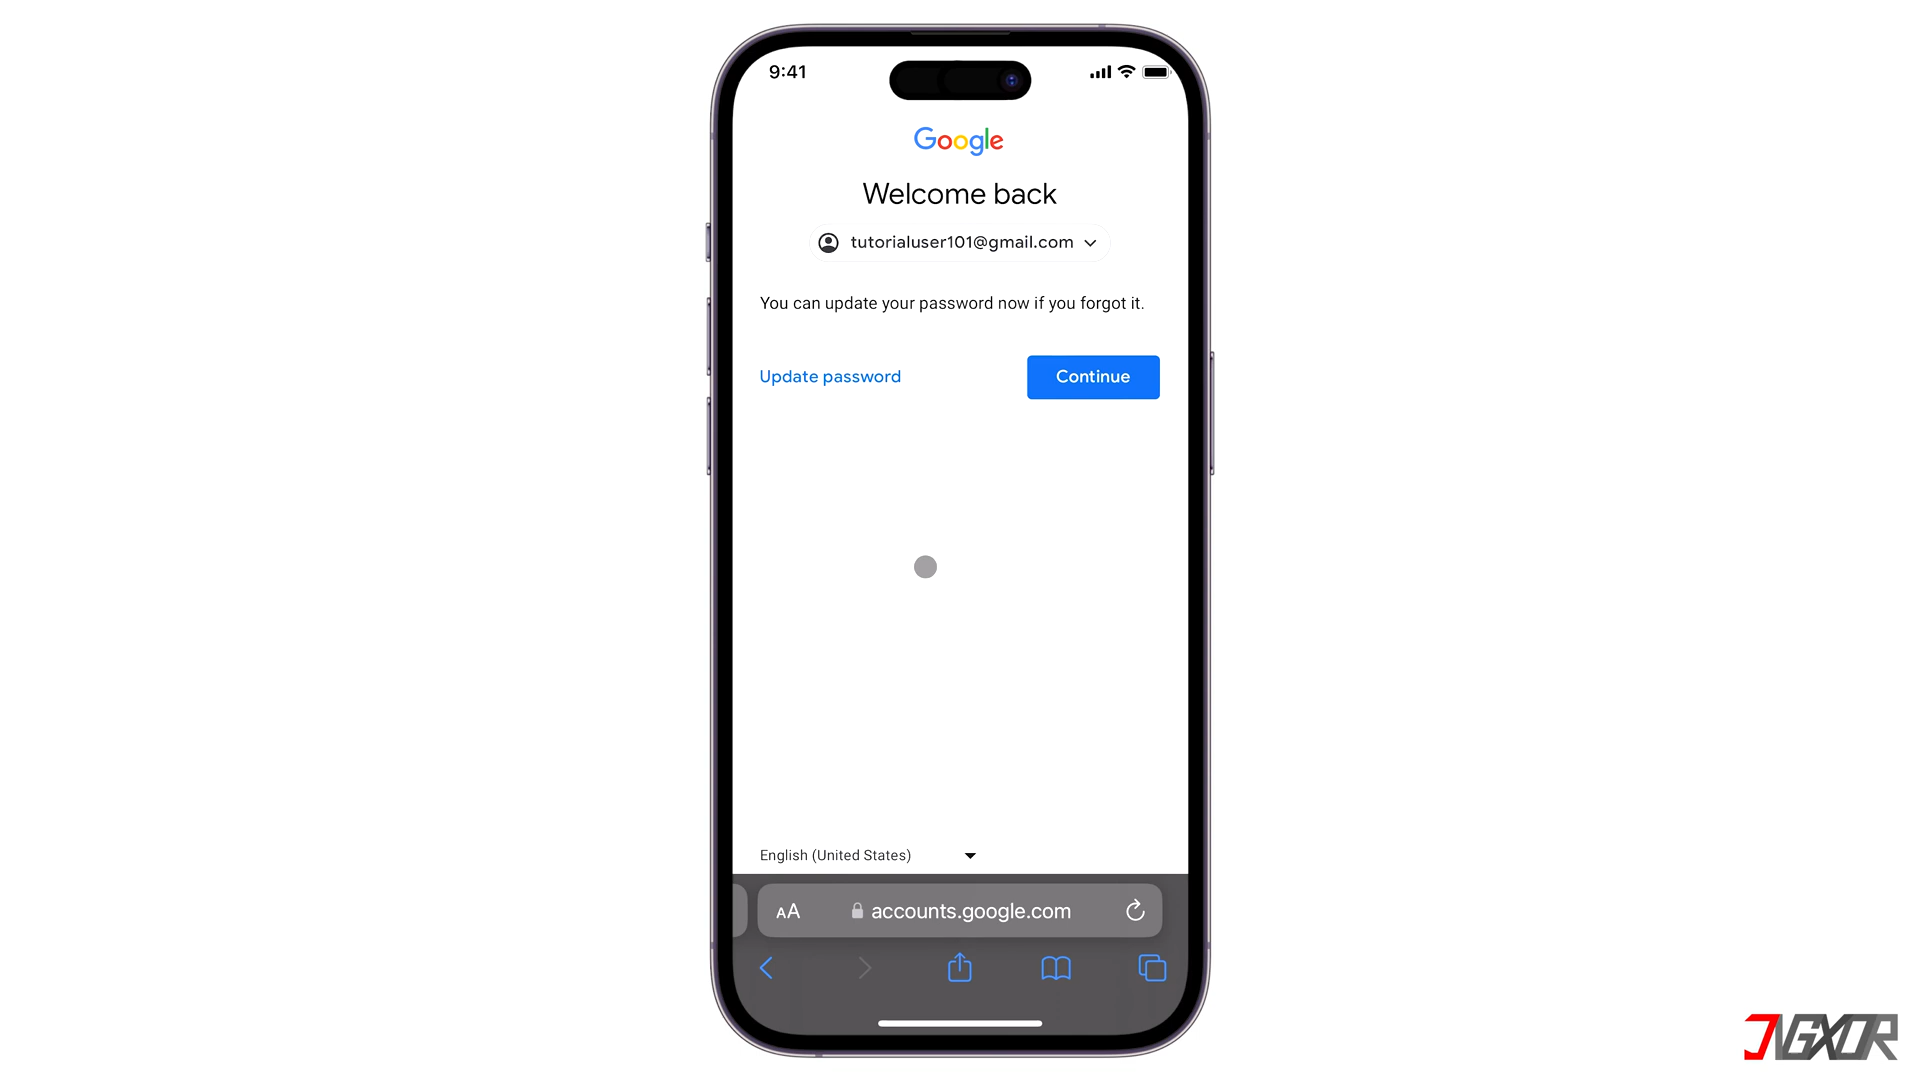 9:41
Google
Welcome back
tutorialuser101@gmail.com
You can update your password now if you forgot it.
Update password
Continue
English (United States)
AA
accounts.google.com
JVGXOR